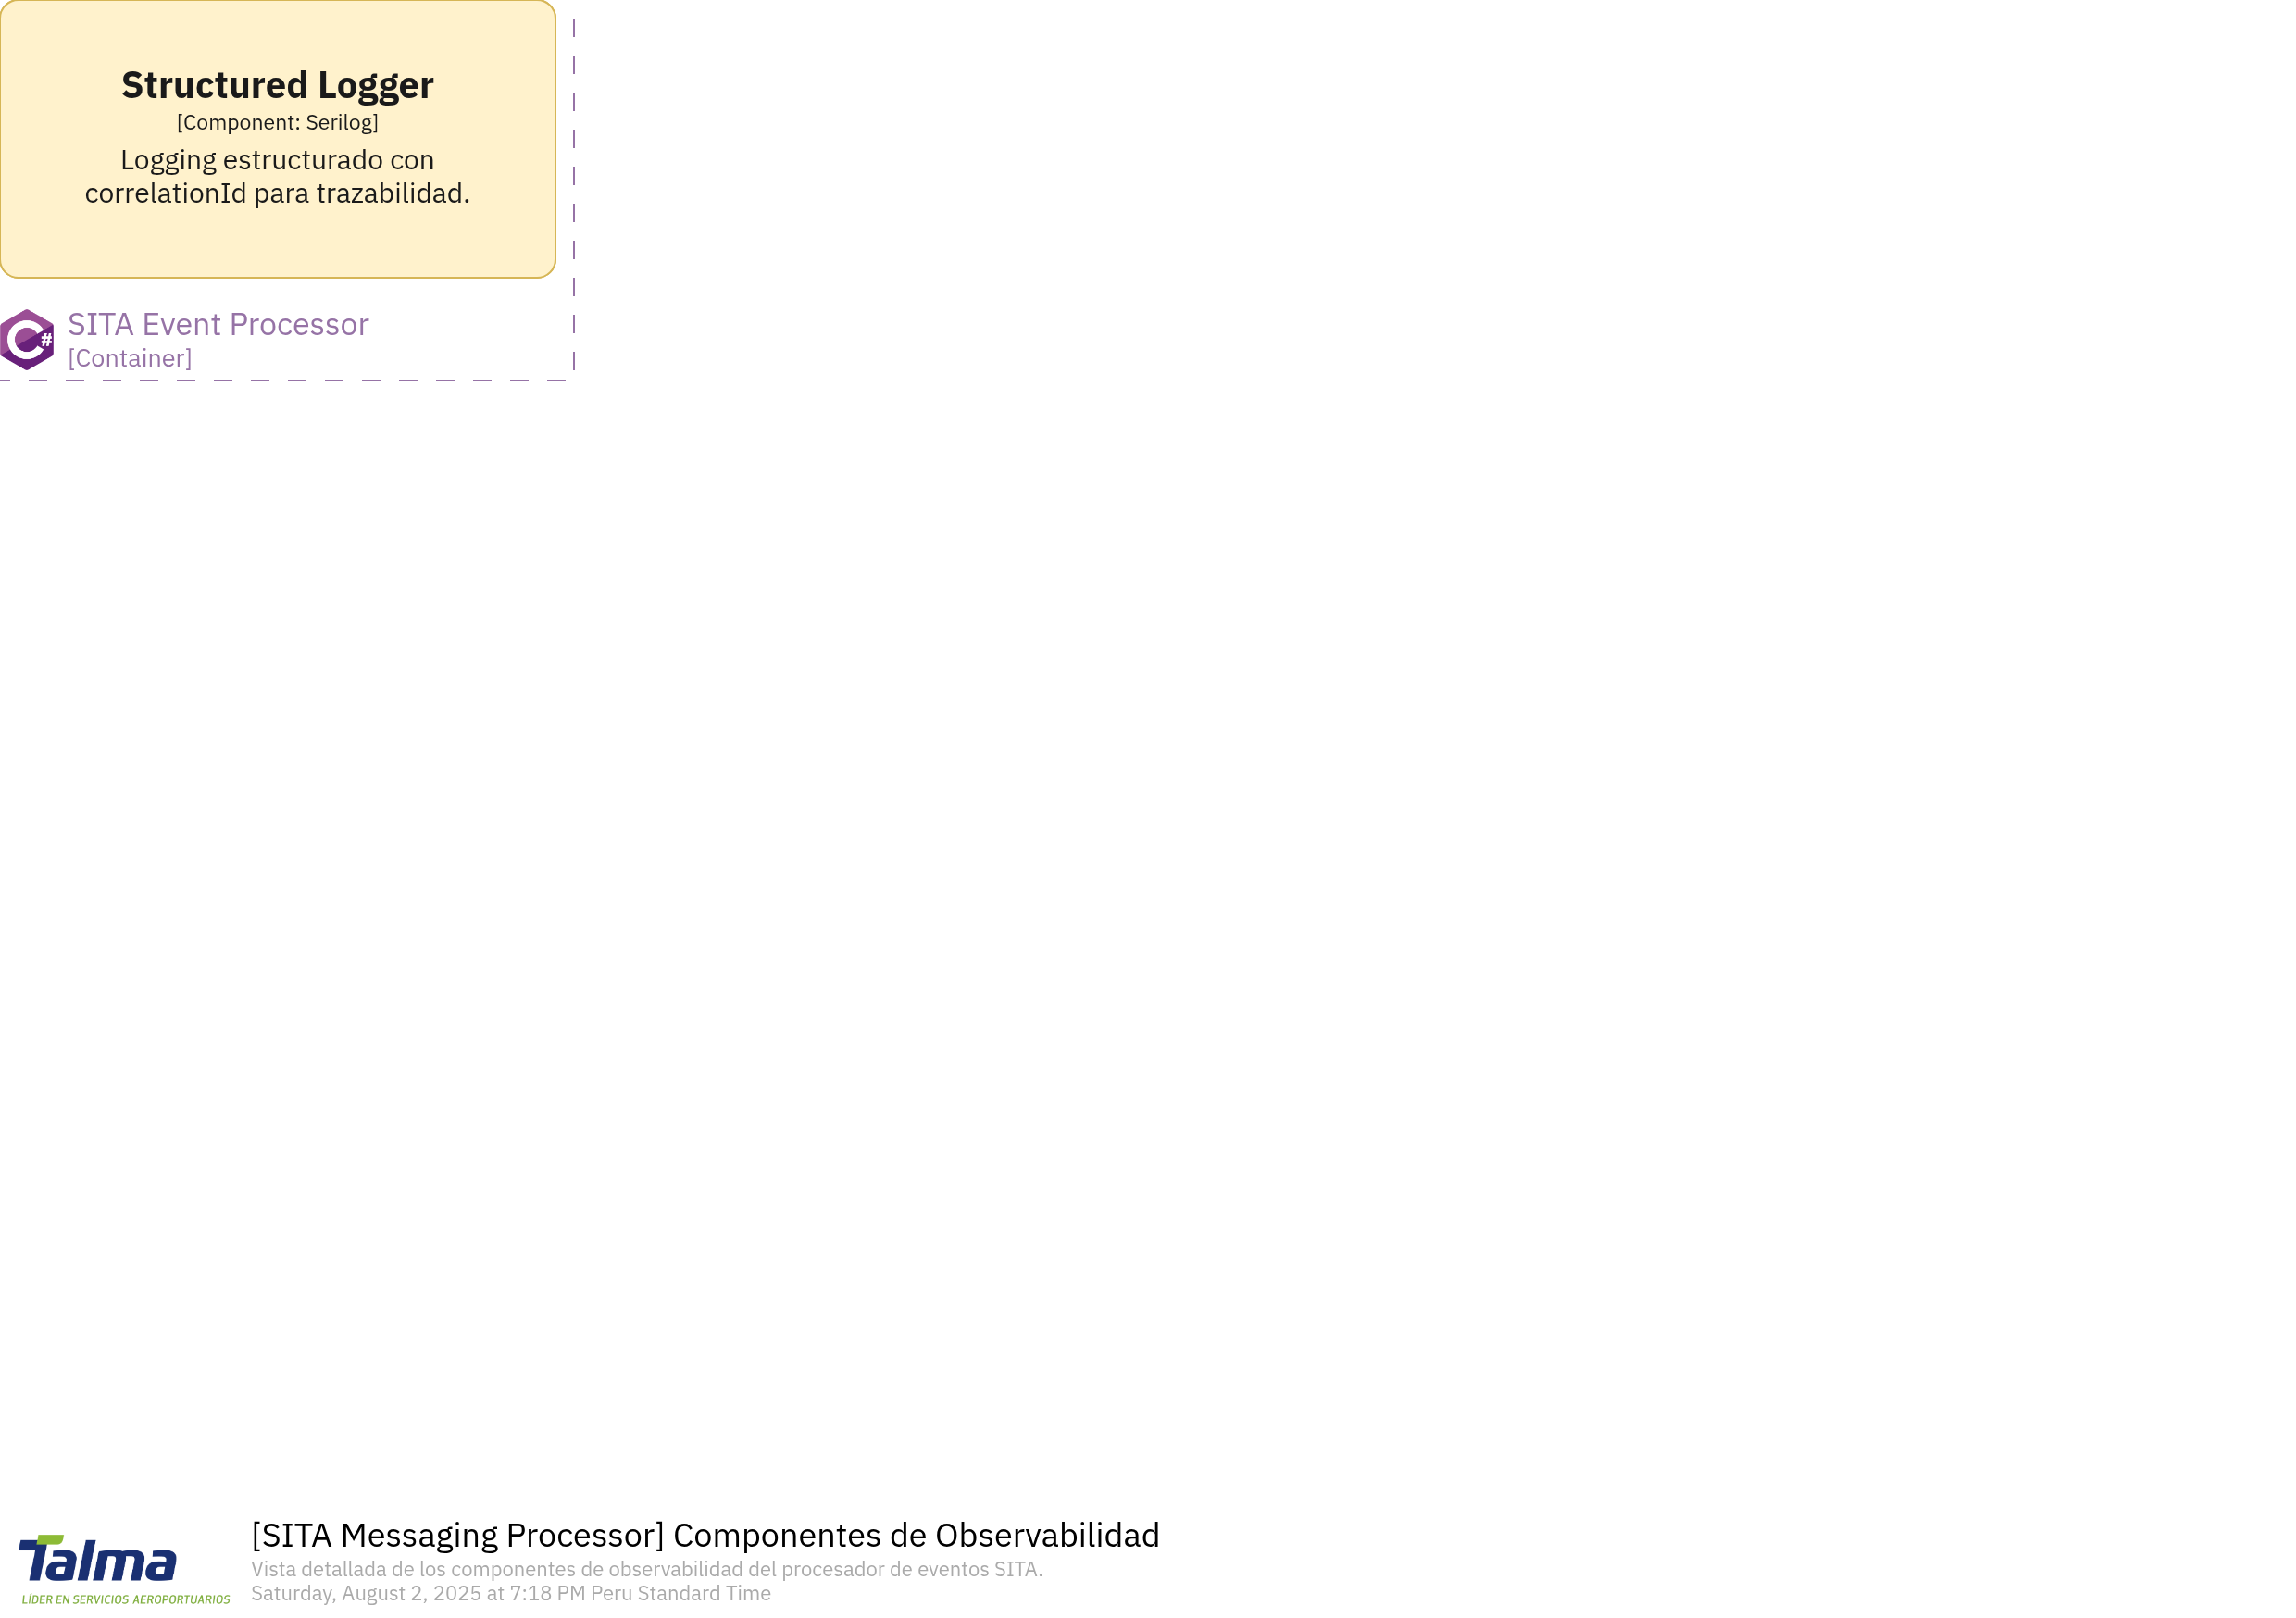 Structured Logger
[Component: Serilog]
Logging estructurado con
correlationId para trazabilidad.
C#
SITA Event Processor
[Container]
Talma
LÍDER EN SERVICIOS AEROPORTUARIOS
[SITA Messaging Processor] Componentes de Observabilidad
Vista detallada de los componentes de observabilidad del procesador de eventos SITA.
Saturday, August 2, 2025 at 7:18 PM Peru Standard Time